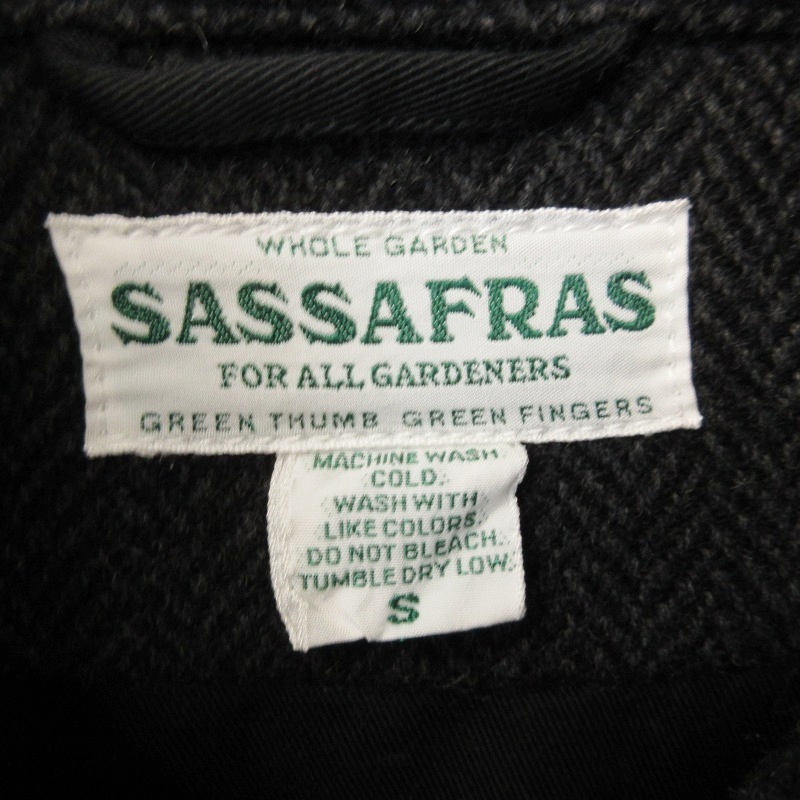 WHOLE GARDEN
SASSAFRAS
FOR ALL GARDENERS
GREEN THUMB GREEN FINGERS
MACHINE WASH
COLD.
WASH WITH
LIKE COLORS.
DO NOT BLEACH.
TUMBLE DRY LOW.
S